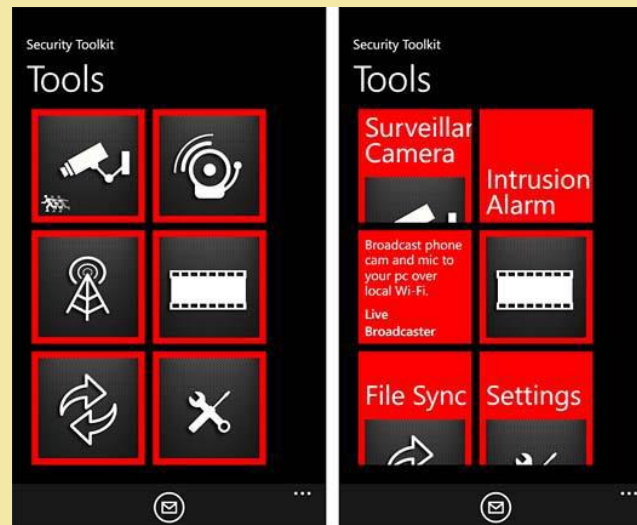 Security Toolkit
Tools
Security Toolkit
Tools
Surveillar
Camera
Intrusion
Alarm
Broadcast phone
cam and mic to
your pc over
local Wi-Fi.
Live
Broadcaster
File Sync
Settings